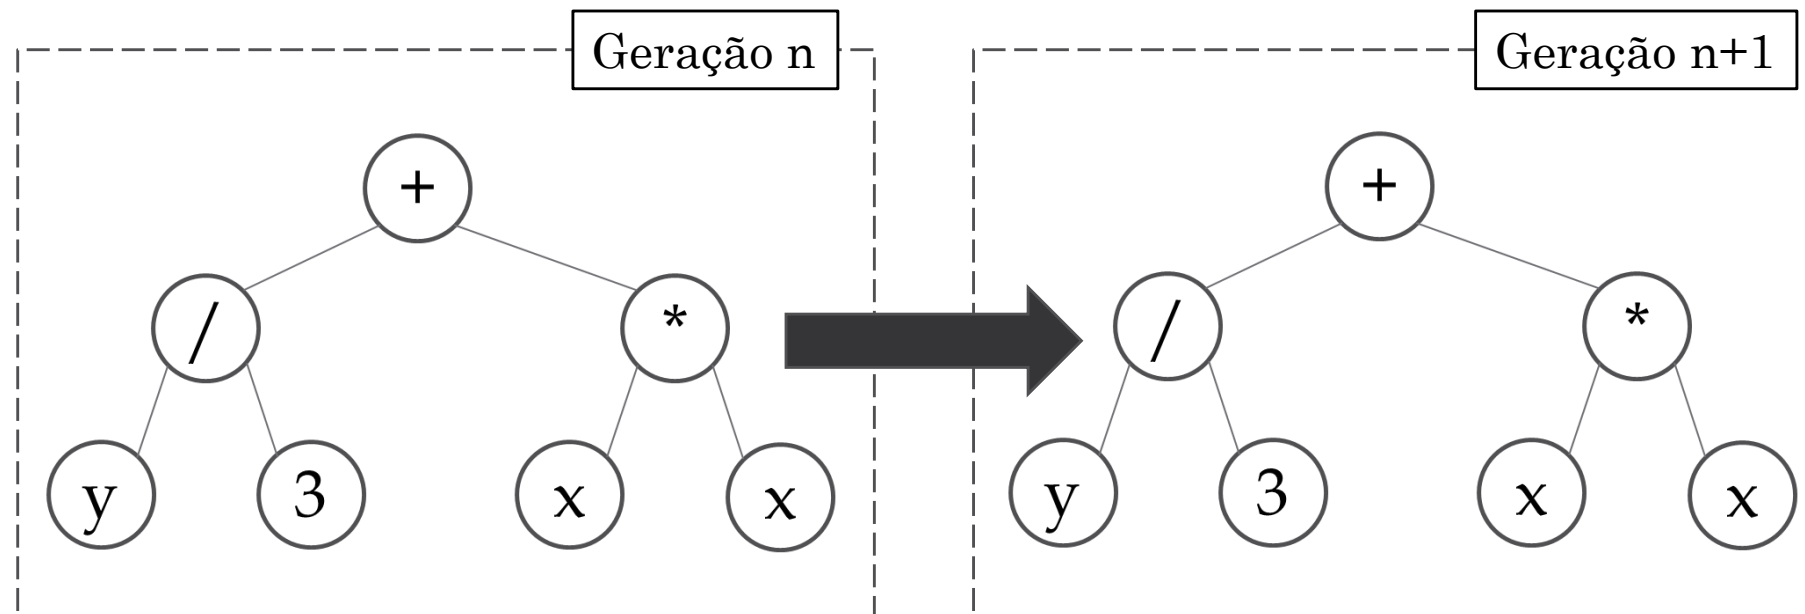 Geração n
Geração n+1
+
/ *
y 3 x x
+
/ *
y 3 x x